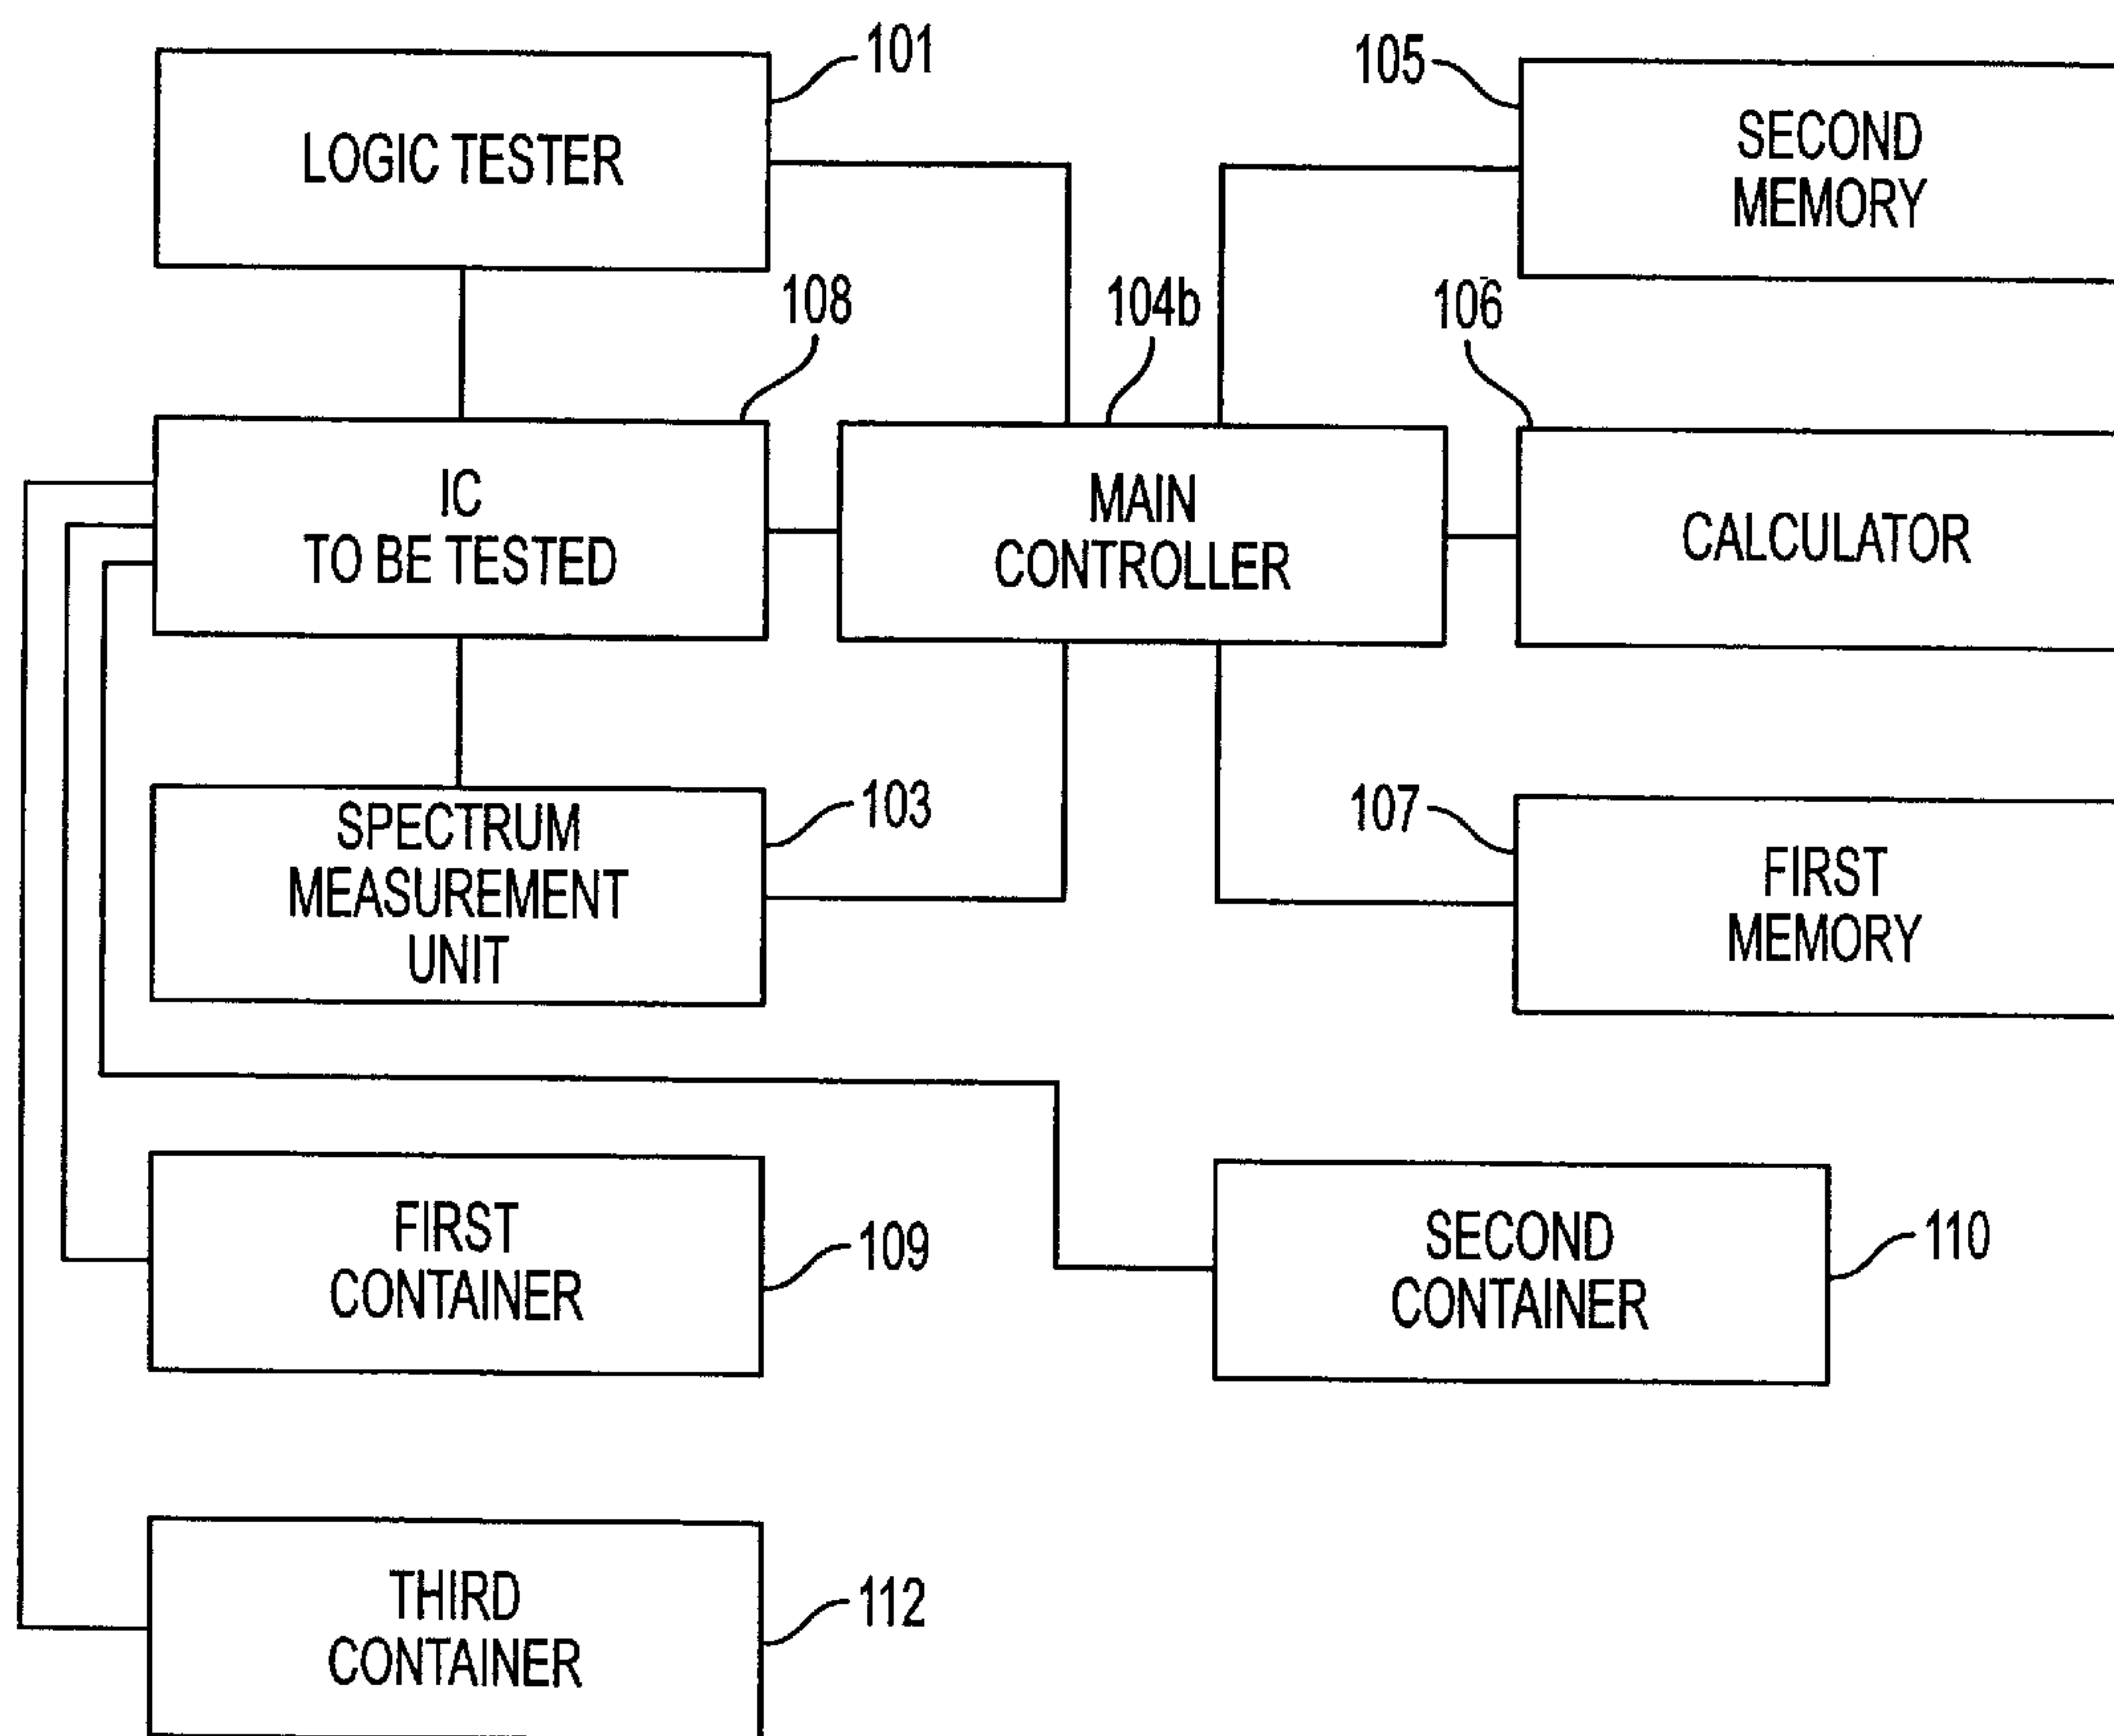 101
LOGIC TESTER
105
SECOND
MEMORY
108
IC
TO BE TESTED
104b
MAIN
CONTROLLER
106
CALCULATOR
103
SPECTRUM
MEASUREMENT
UNIT
107
FIRST
MEMORY
FIRST
CONTAINER
109
SECOND
CONTAINER
110
THIRD
CONTAINER
112